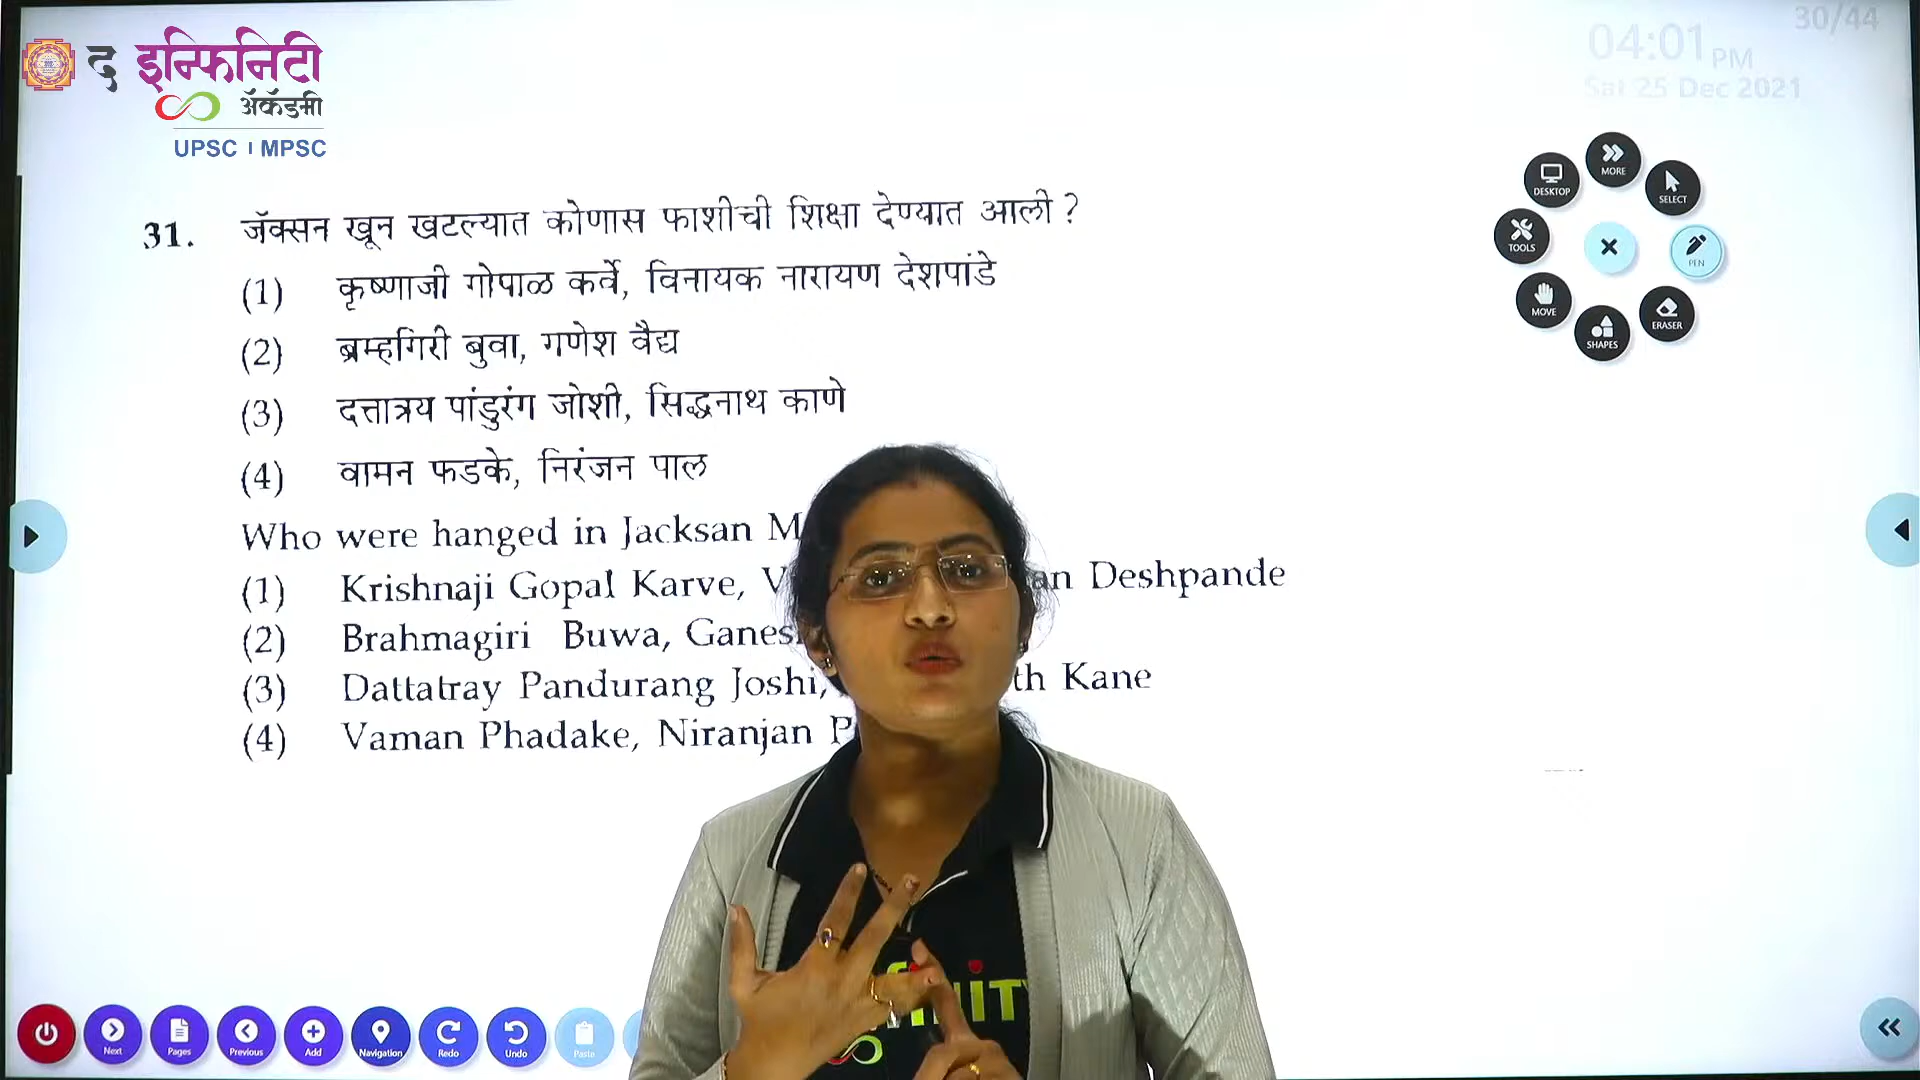 द इन्फिनिटी
ॲकॅडमी
UPSC । MPSC
30/44
04:01 PM
Sat 25 Dec 2021
31. जॅक्सन खून खटल्यात कोणास फाशीची शिक्षा देण्यात आली ?
(1) कृष्णाजी गोपाळ कर्वे, विनायक नारायण देशपांडे
(2) ब्रम्हगिरी बुवा, गणेश वैद्य
(3) दत्तात्रय पांडुरंग जोशी, सिद्धनाथ काणे
(4) वामन फडके, निरंजन पाल
Who were hanged in Jacksan M
(1) Krishnaji Gopal Karve, V an Deshpande
(2) Brahmagiri Buwa, Ganes
(3) Dattatray Pandurang Joshi, th Kane
(4) Vaman Phadake, Niranjan P
MORE
DESKTOP
SELECT
TOOLS
PEN
MOVE
ERASER
SHAPES
Next
Pages
Previous
Add
Navigation
Redo
Undo
Paste